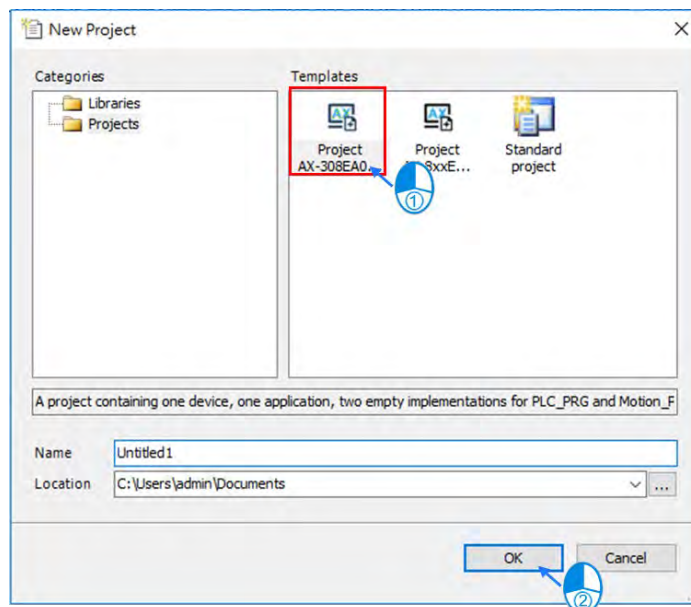 New Project
Categories
Templates
Libraries
Projects
Project
AX-308EA0...
Project
8xxE...
Standard
project
①
A project containing one device, one application, two empty implementations for PLC_PRG and Motion_F
Name
Untitled1
Location
C:\Users\admin\Documents
...
OK
Cancel
②